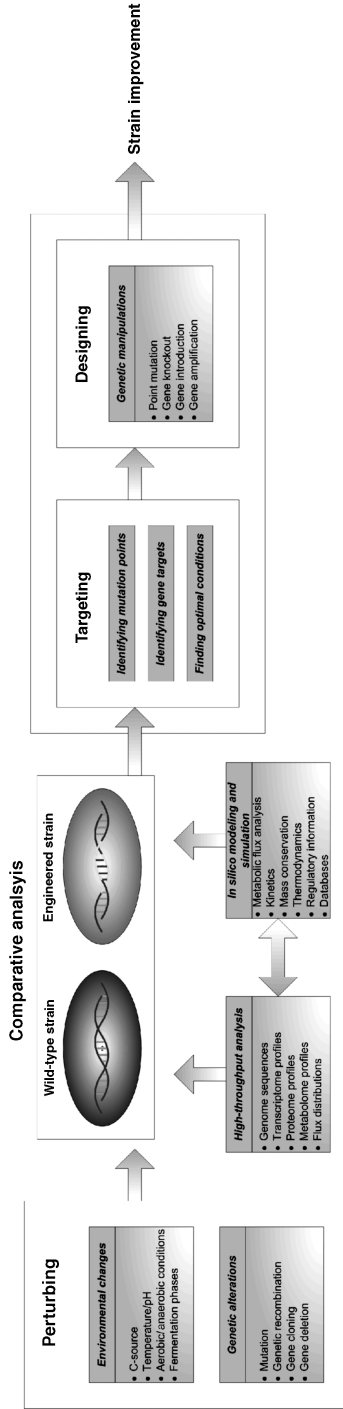 Perturbing
Environmental changes
• C-source
• Temperature/pH
• Aerobic/anaerobic conditions
• Fermentation phases
Genetic alterations
• Mutation
• Genetic recombination
• Gene cloning
• Gene deletion
Comparative analsyis
Wild-type strain
Engineered strain
High-throughput analysis
• Genome sequences
• Transcriptome profiles
• Proteome profiles
• Metabolome profiles
• Flux distributions
In silico modeling and
simulation
• Metabolic flux analysis
• Kinetics
• Mass conservation
• Thermodynamics
• Regulatory information
• Databases
Targeting
Identifying mutation points
Identifying gene targets
Finding optimal conditions
Designing
Genetic manipulations
• Point mutation
• Gene knockout
• Gene introduction
• Gene amplification
Strain improvement